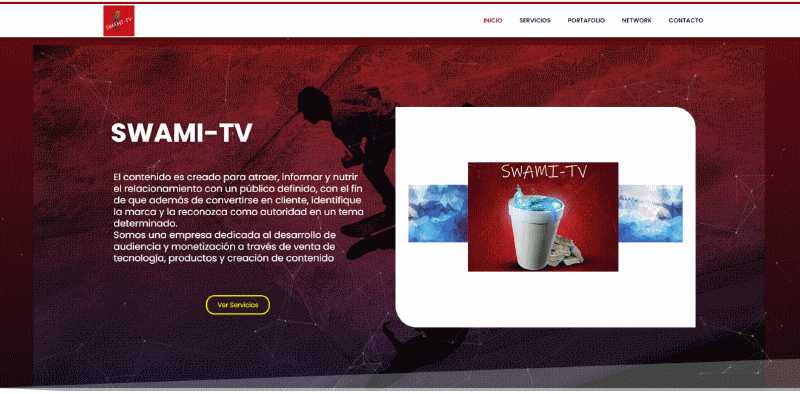 SWAMI-TV
INICIO SERVICIOS PORTAFOLIO NETWORK CONTACTO
SWAMI-TV
El contenido es creado para atraer, informar y nutrir
el relacionamiento con un público definido, con el fin
de que además de convertirse en cliente, identifique
la marca y la reconozca como autoridad en un tema
determinado.
Somos una empresa dedicada al desarrollo de
audiencia y monetización a través de venta de
tecnología, productos y creación de contenido
Ver Servicios
SWAMI-TV